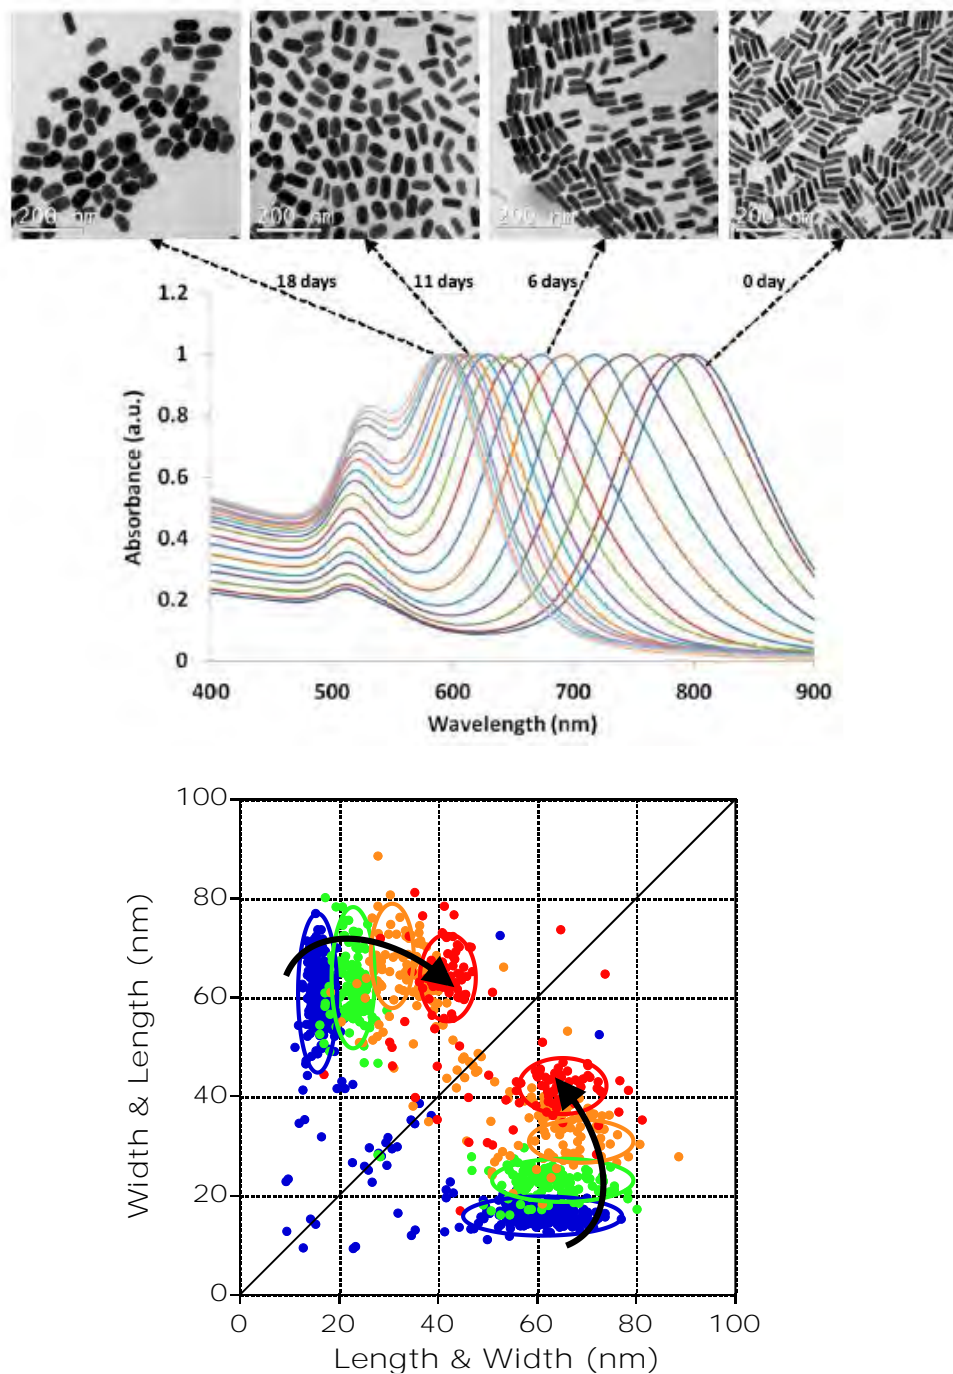 200 nm 200 nm 200 nm 200 nm
18 days 11 days 6 days 0 day
1.2
1
0.8
0.6
0.4
0.2
0
Absorbance (a.u.)
400 500 600 700 800 900
Wavelength (nm)
100
80
60
40
20
0
Width & Length (nm)
0 20 40 60 80 100
Length & Width (nm)